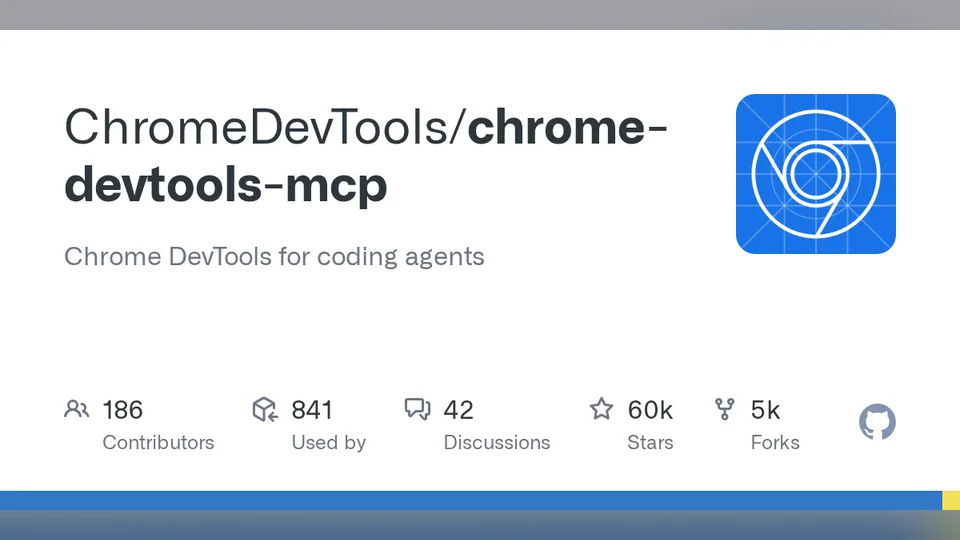 ChromeDevTools/chrome-
devtools-mcp
Chrome DevTools for coding agents
186 841 42 60k 5k
Contributors Used by Discussions Stars Forks